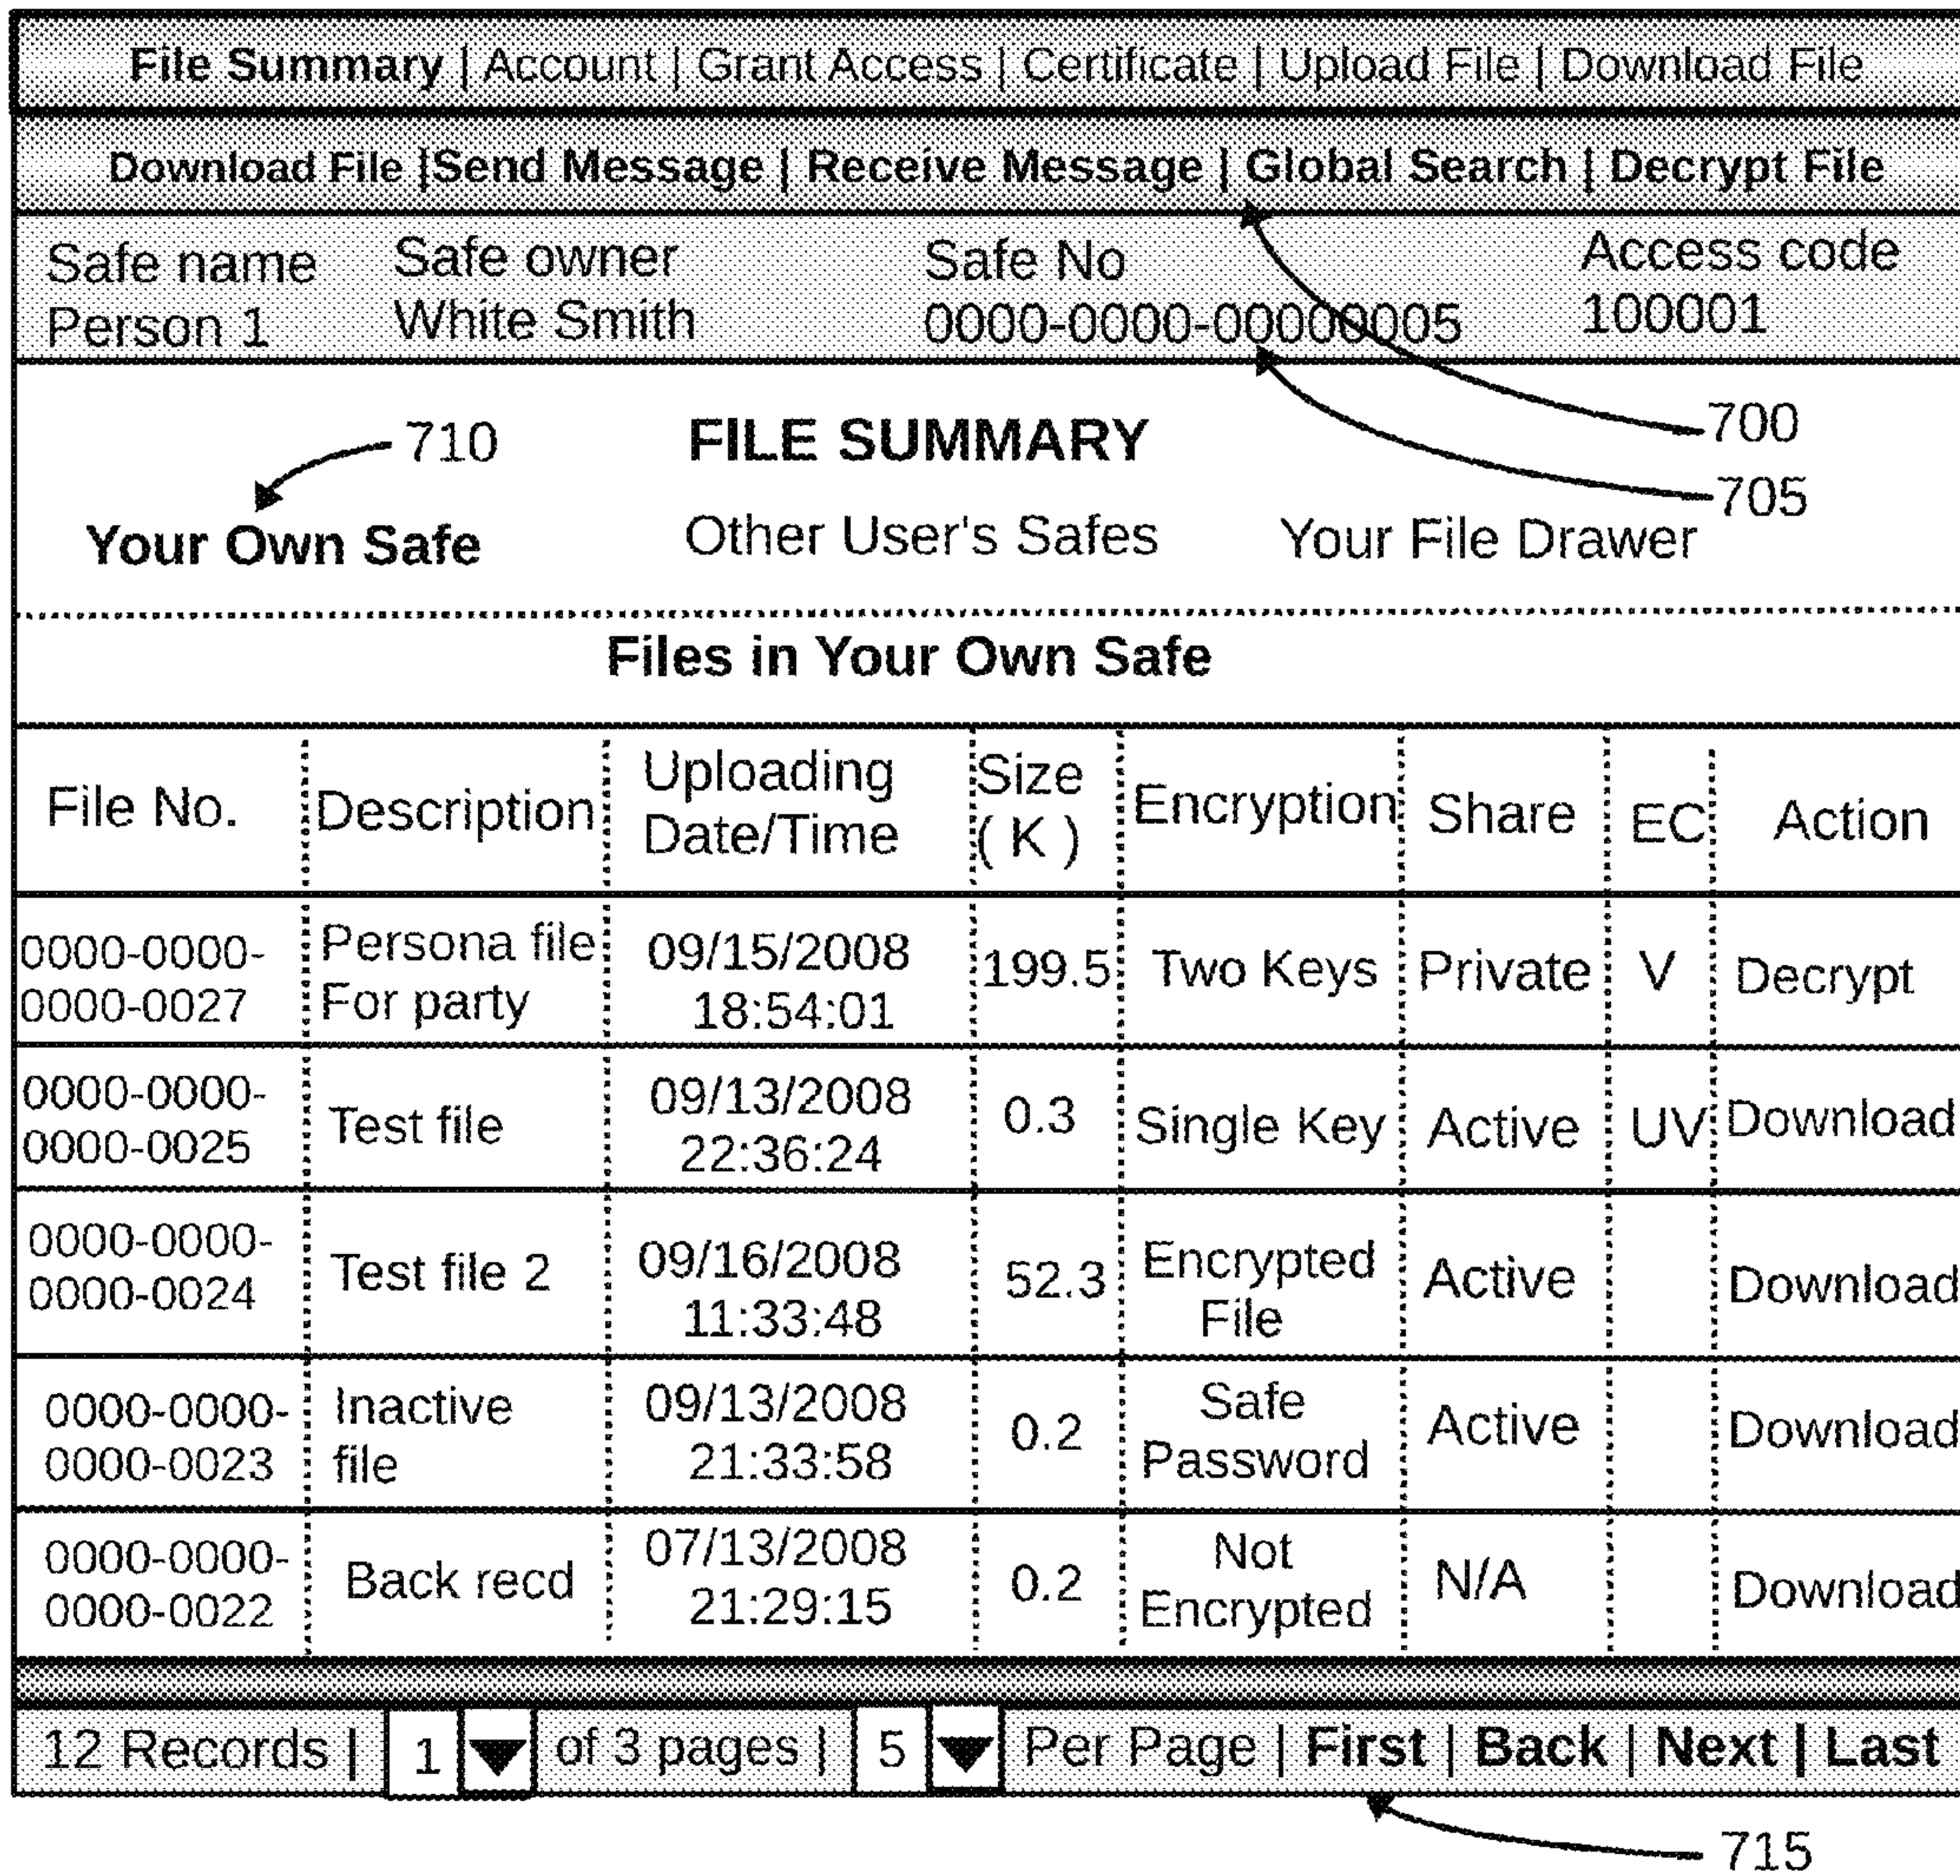 File Summary | Account | Grant Access | Certificate | Upload File | Download File
Download File |Send Message | Receive Message | Global Search | Decrypt File
Safe name Safe owner Safe No Access code
Person 1 White Smith 0000-0000-00000005 100001
700
710 FILE SUMMARY
705
Your Own Safe Other User's Safes Your File Drawer
Files in Your Own Safe
File No. Description Uploading Date/Time Size ( K ) Encryption Share EC Action
0000-0000- Persona file 09/15/2008 199.5 Two Keys Private V Decrypt
0000-0027 For party 18:54:01
0000-0000- Test file 09/13/2008 0.3 Single Key Active UV Download
0000-0025 22:36:24
0000-0000- Test file 2 09/16/2008 52.3 Encrypted Active Download
0000-0024 11:33:48 File
0000-0000- Inactive 09/13/2008 0.2 Safe Active Download
0000-0023 file 21:33:58 Password
0000-0000- Back recd 07/13/2008 0.2 Not N/A Download
0000-0022 21:29:15 Encrypted
12 Records | 1 of 3 pages | 5 Per Page | First | Back | Next | Last
715